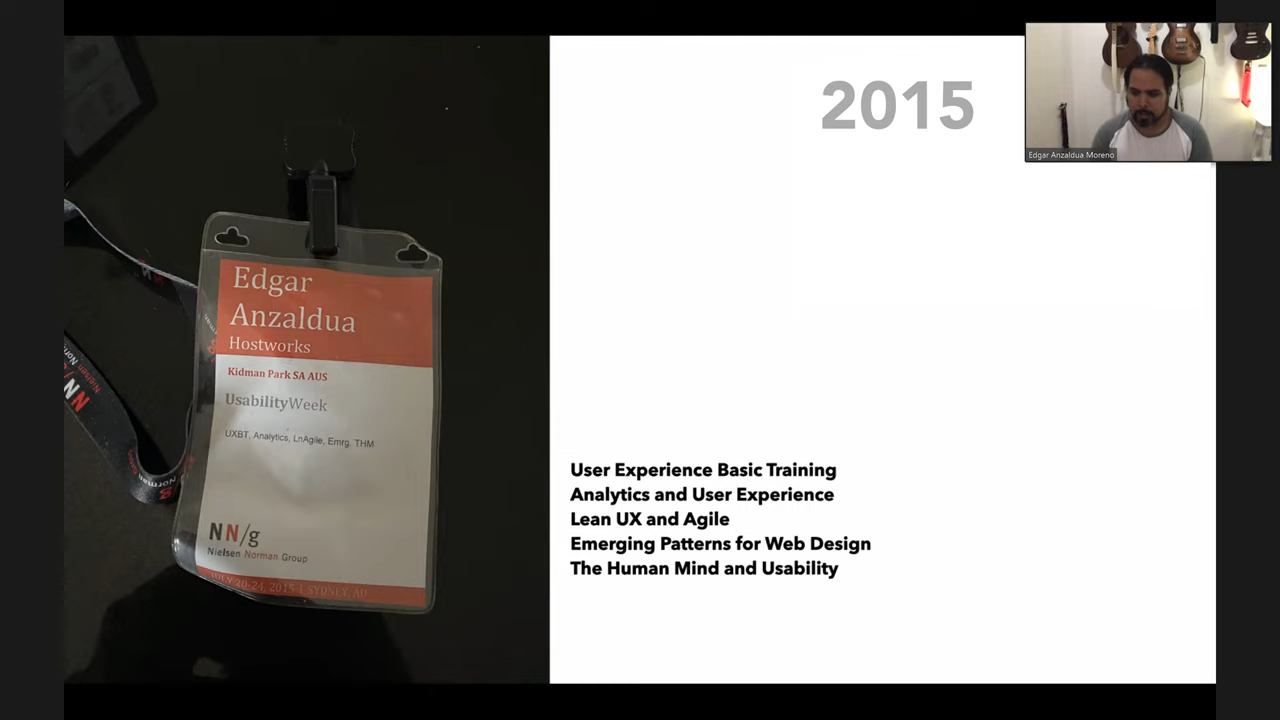 2015
Edgar Anzaldua Moreno
Edgar
Anzaldua
Hostworks
Kidman Park SA AUS
UsabilityWeek
UXBT, Analytics, LnAgile, Emrg, THM
NN/g
Nielsen Norman Group
JULY 20-24, 2015 | SYDNEY, AU
User Experience Basic Training
Analytics and User Experience
Lean UX and Agile
Emerging Patterns for Web Design
The Human Mind and Usability